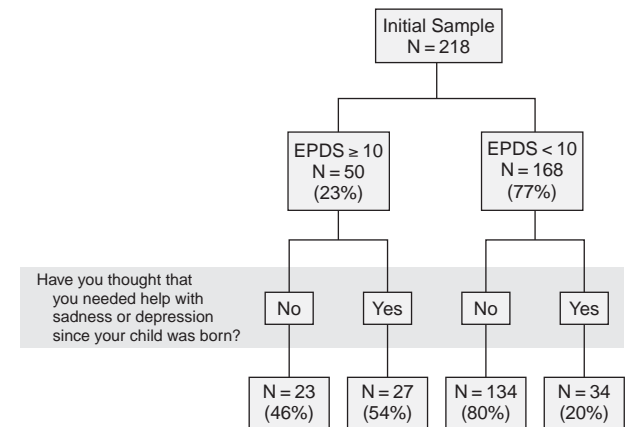 Initial Sample
N = 218
EPDS ≥ 10
N = 50
(23%)
EPDS < 10
N = 168
(77%)
Have you thought that
you needed help with
sadness or depression
since your child was born?
No
Yes
No
Yes
N = 23
(46%)
N = 27
(54%)
N = 134
(80%)
N = 34
(20%)